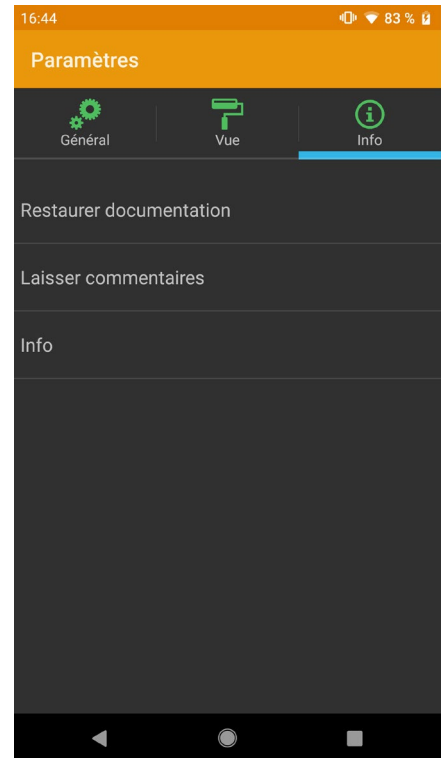 16:44 83 %
Paramètres
Général Vue Info
Restaurer documentation
Laisser commentaires
Info